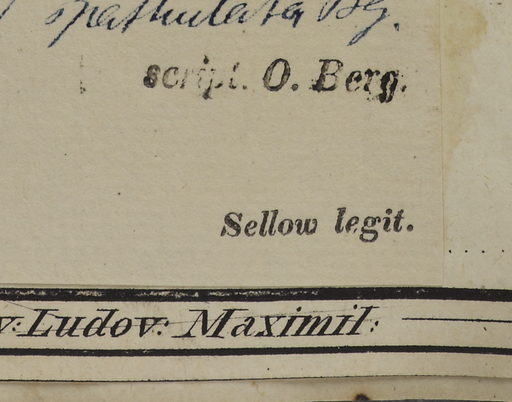 spathulata Bg.
script. O. Berg.
Sellow legit.
v: Ludov: Maximil: